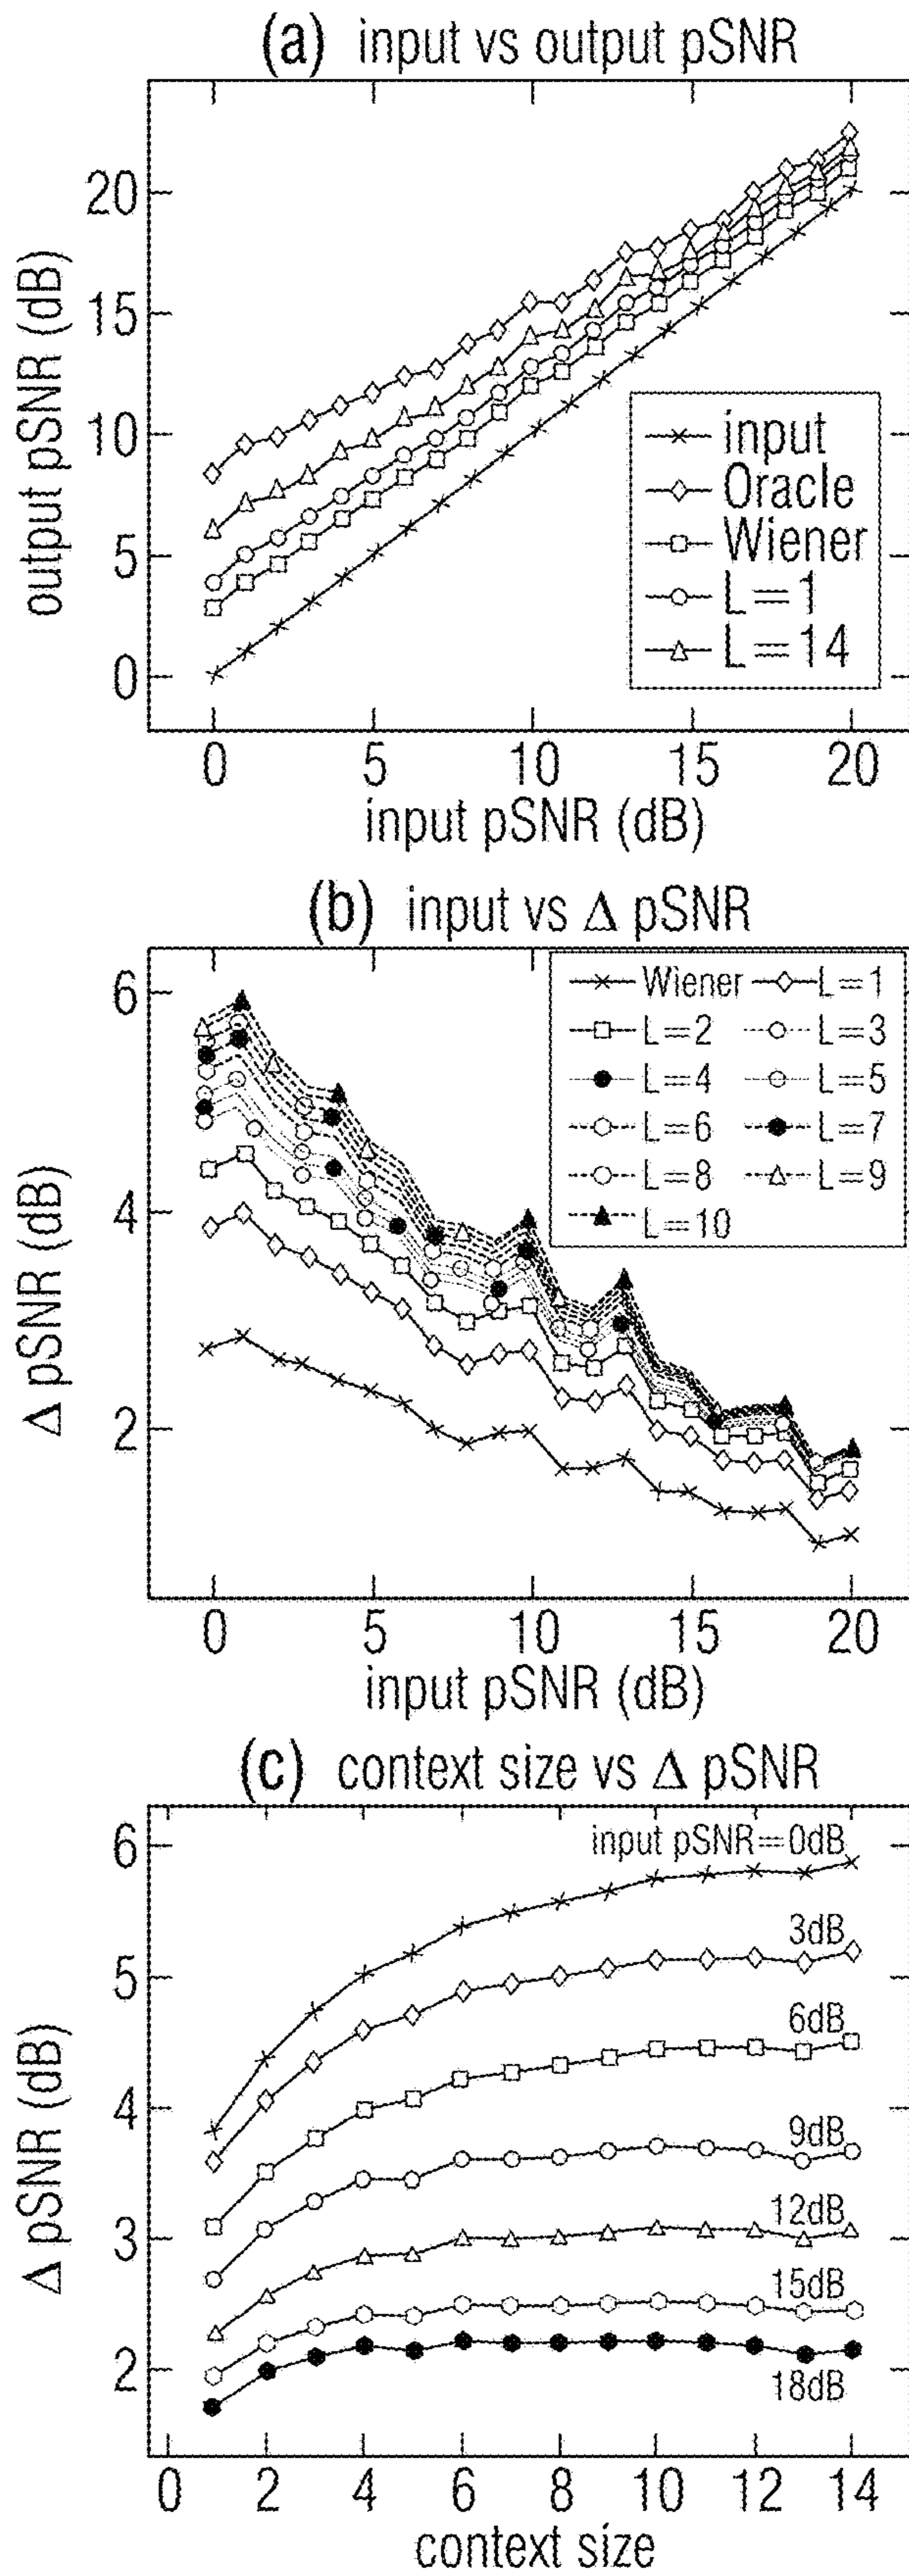 (a) input vs output pSNR
output pSNR (dB)
20
15
10
5
0
input
Oracle
Wiener
L=1
L=14
0 5 10 15 20
input pSNR (dB)
(b) input vs Δ pSNR
Δ pSNR (dB)
6
4
2
Wiener L=1
L=2 L=3
L=4 L=5
L=6 L=7
L=8 L=9
L=10
0 5 10 15 20
input pSNR (dB)
(c) context size vs Δ pSNR
Δ pSNR (dB)
6
5
4
3
2
input pSNR=0dB
3dB
6dB
9dB
12dB
15dB
18dB
0 2 4 6 8 10 12 14
context size